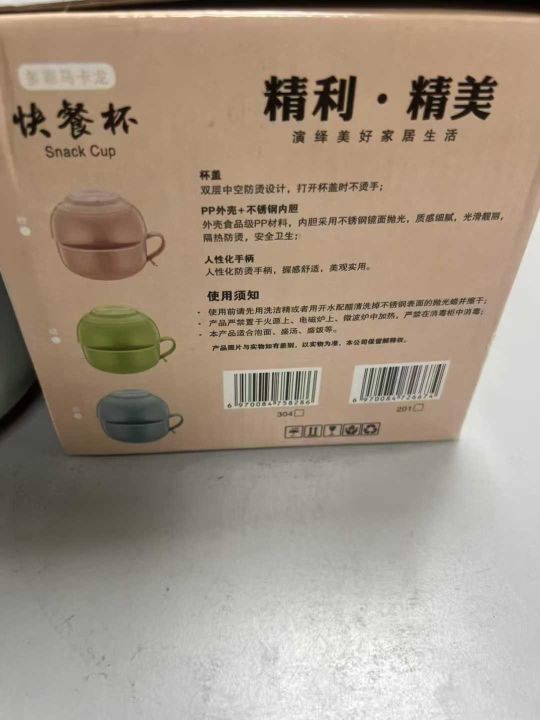 多彩马卡龙
快餐杯
Snack Cup
精利·精美
演绎美好家居生活
杯盖
双层中空防烫设计，打开杯盖时不烫手；
PP外壳+不锈钢内胆
外壳食品级PP材料，内胆采用不锈钢镜面抛光，质感细腻，光滑靓丽，
隔热防烫，安全卫生；
人性化手柄
人性化防烫手柄，握感舒适，美观实用。
使用须知
· 使用前请先用洗洁精或者用开水配醋清洗掉不锈钢表面的抛光蜡并擦干；
· 产品严禁置于火源上、电磁炉上、微波炉中加热，严禁在消毒柜中消毒；
· 本产品适合泡面、盛汤、盛饭等。
产品图片与实物如有差别，以实物为准，本公司保留解释权。
6970084758286
304
6970084726674
201